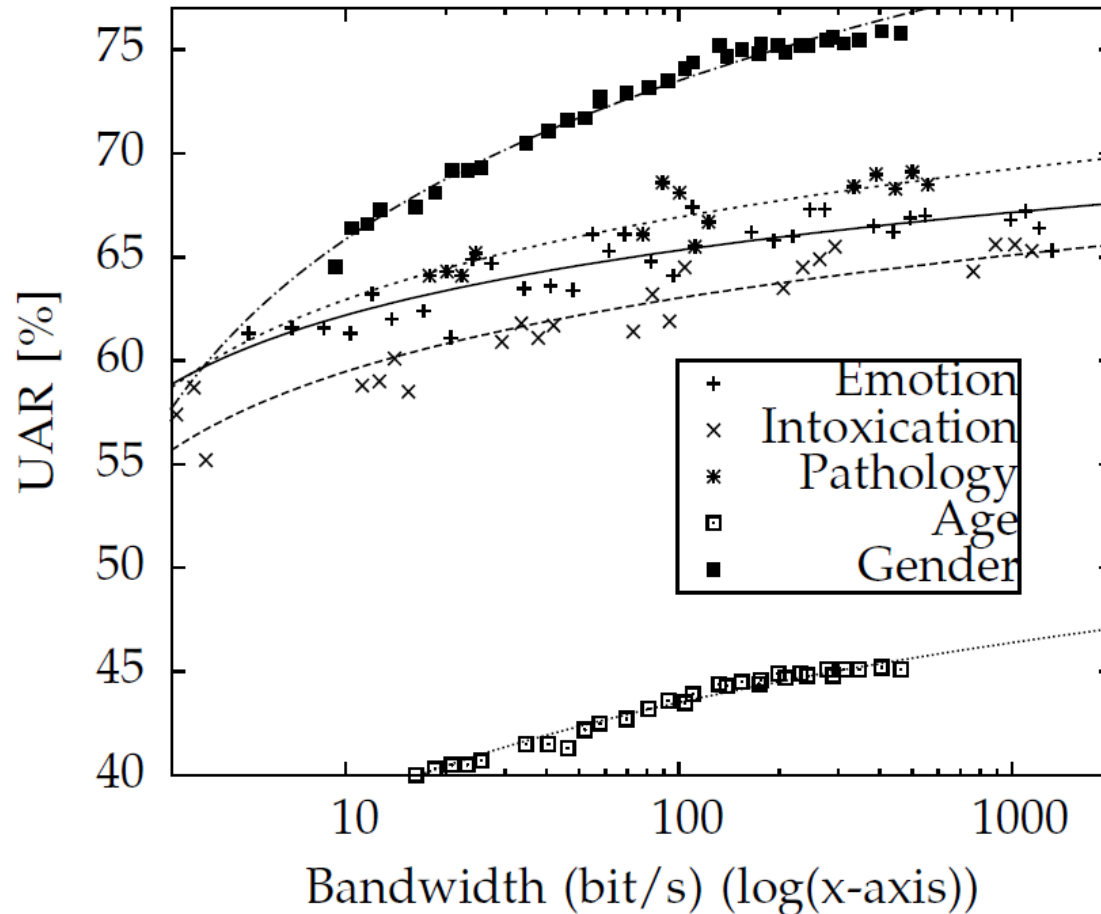 UAR [%]
75
70
65
60
55
50
45
40
Emotion
Intoxication
Pathology
Age
Gender
10 100 1000
Bandwidth (bit/s) (log(x-axis))